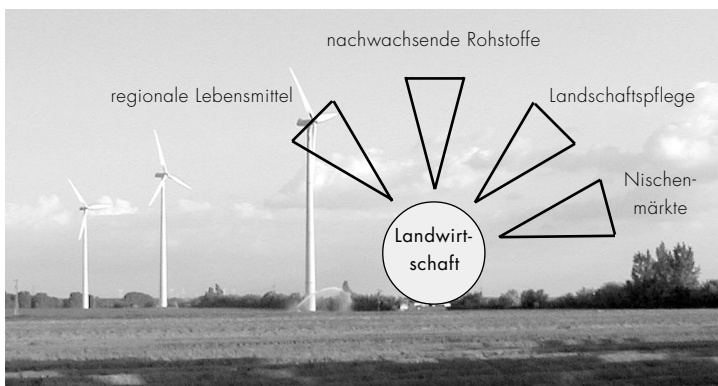 nachwachsende Rohstoffe
regionale Lebensmittel
Landschaftspflege
Nischen-
märkte
Landwirt-
schaft